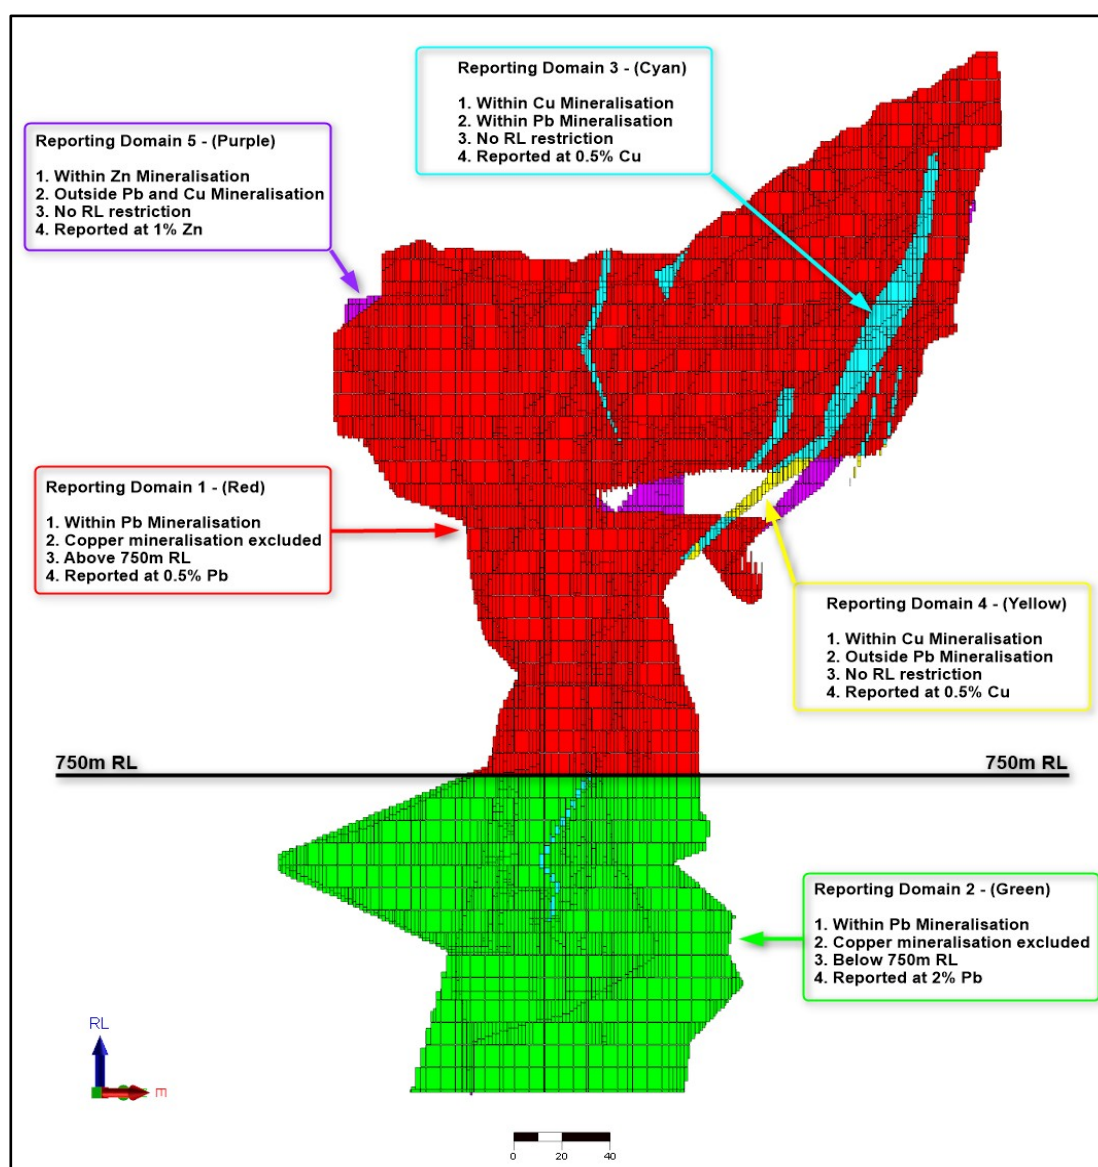 Reporting Domain 3 - (Cyan)
1. Within Cu Mineralisation
2. Within Pb Mineralisation
3. No RL restriction
4. Reported at 0.5% Cu
Reporting Domain 5 - (Purple)
1. Within Zn Mineralisation
2. Outside Pb and Cu Mineralisation
3. No RL restriction
4. Reported at 1% Zn
Reporting Domain 1 - (Red)
1. Within Pb Mineralisation
2. Copper mineralisation excluded
3. Above 750m RL
4. Reported at 0.5% Pb
Reporting Domain 4 - (Yellow)
1. Within Cu Mineralisation
2. Outside Pb Mineralisation
3. No RL restriction
4. Reported at 0.5% Cu
750m RL 750m RL
Reporting Domain 2 - (Green)
1. Within Pb Mineralisation
2. Copper mineralisation excluded
3. Below 750m RL
4. Reported at 2% Pb
RL
E
0 20 40